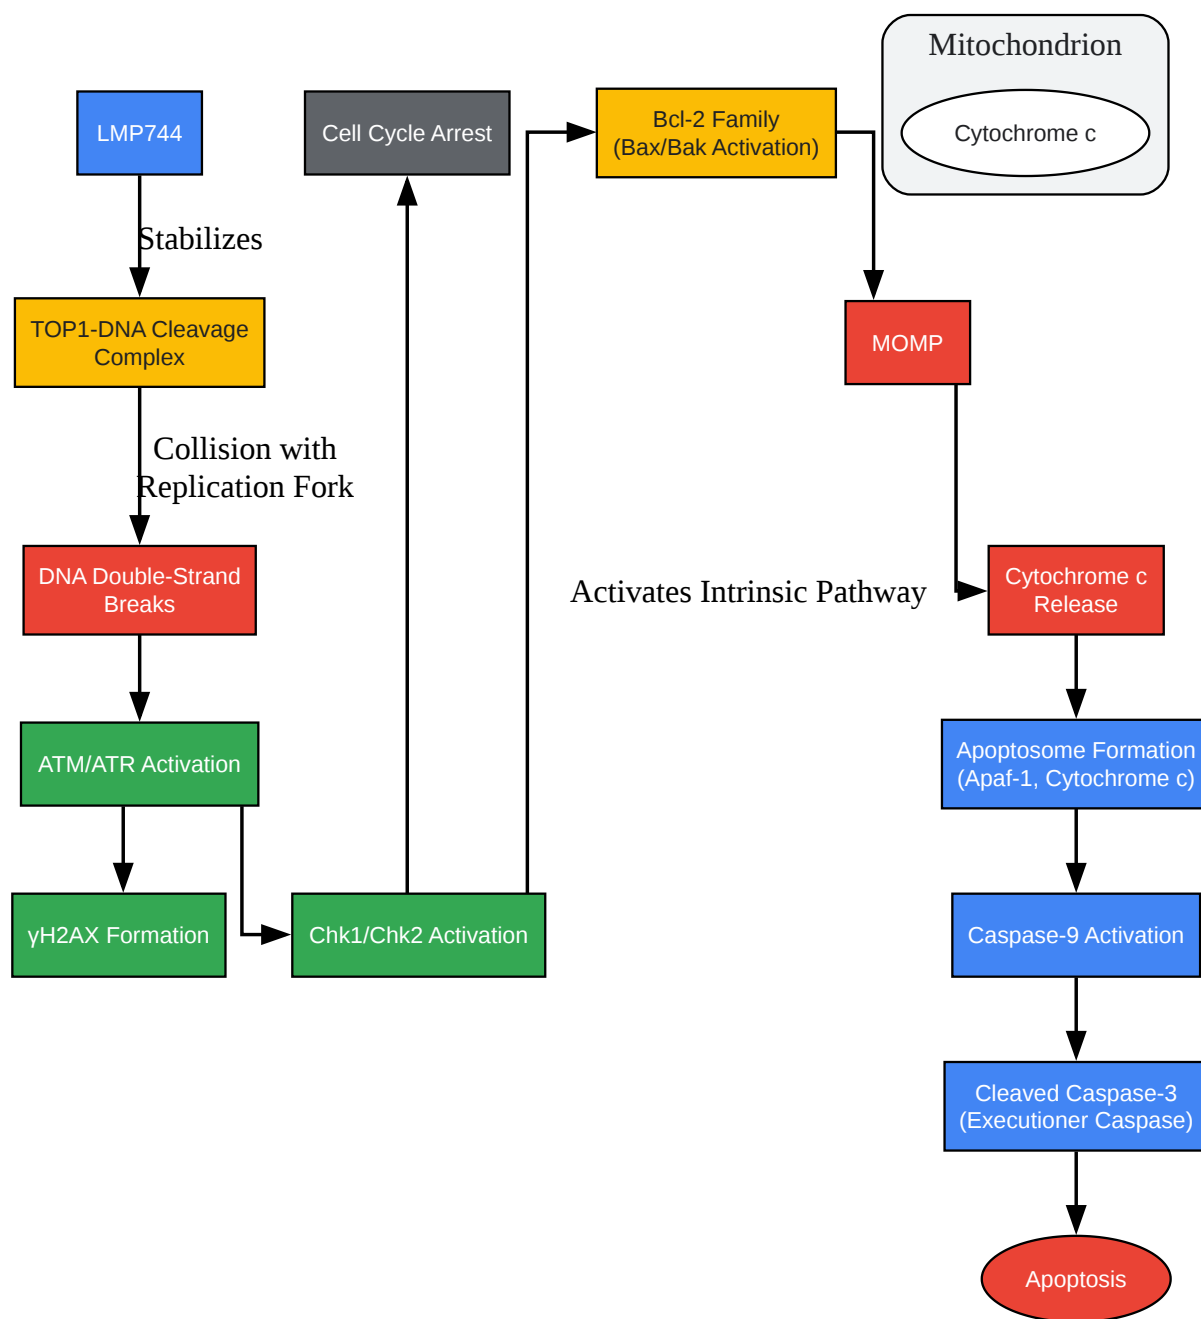 LMP744
Stabilizes
TOP1-DNA Cleavage
Complex
Collision with
Replication Fork
DNA Double-Strand
Breaks
ATM/ATR Activation
γH2AX Formation
Chk1/Chk2 Activation
Cell Cycle Arrest
Activates Intrinsic Pathway
Bcl-2 Family
(Bax/Bak Activation)
Mitochondrion
Cytochrome c
MOMP
Cytochrome c
Release
Apoptosome Formation
(Apaf-1, Cytochrome c)
Caspase-9 Activation
Cleaved Caspase-3
(Executioner Caspase)
Apoptosis